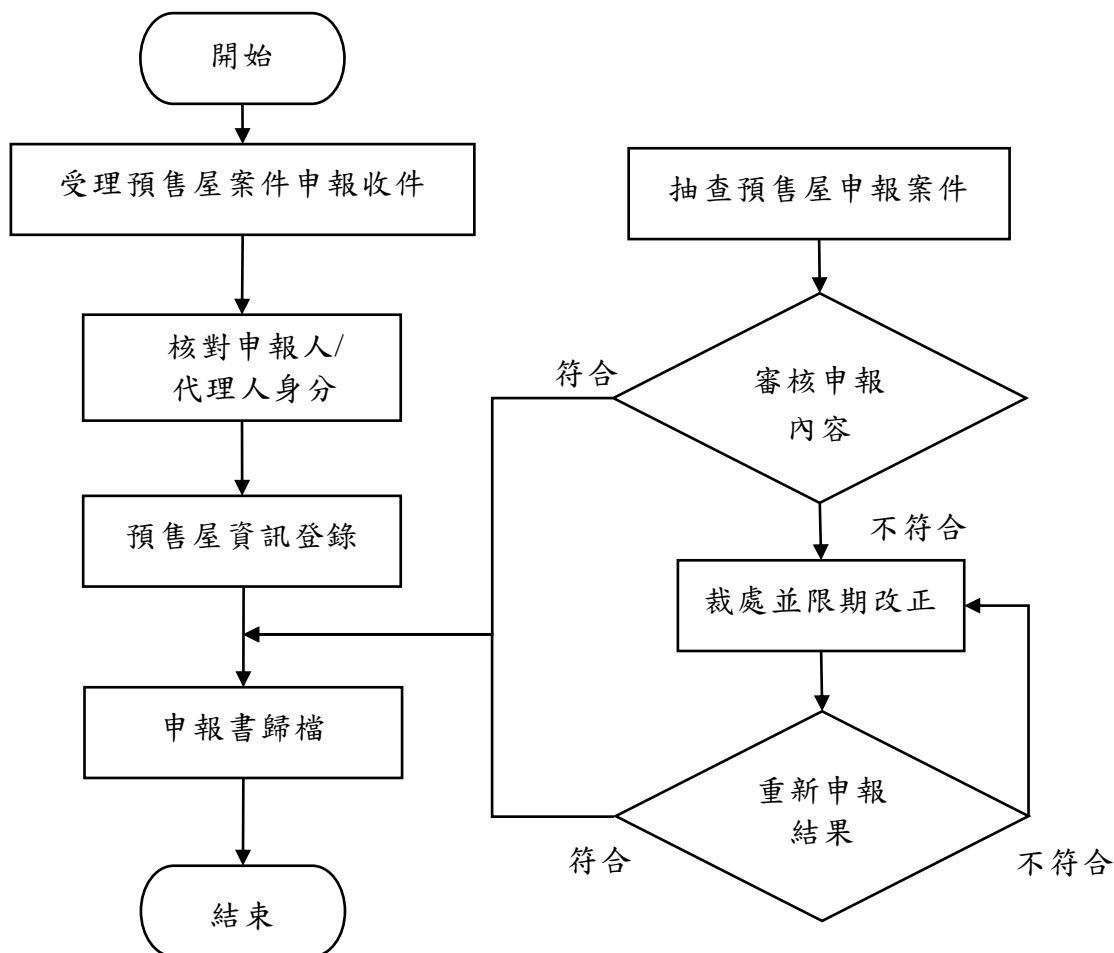 開始
受理預售屋案件申報收件
核對申報人/
代理人身分
預售屋資訊登錄
申報書歸檔
結束
抽查預售屋申報案件
審核申報
內容
符合
不符合
裁處並限期改正
重新申報
結果
符合
不符合